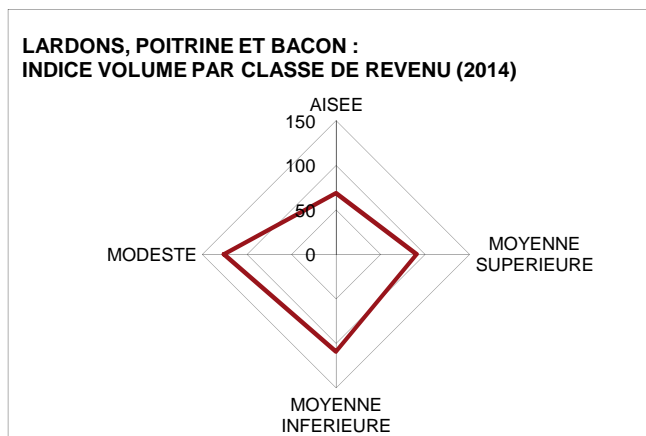 LARDONS, POITRINE ET BACON :
INDICE VOLUME PAR CLASSE DE REVENU (2014)
AISEE
150
100
50
0
MODESTE
MOYENNE
SUPERIEURE
MOYENNE
INFERIEURE